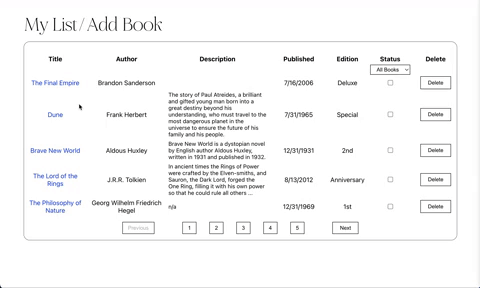 My List/Add Book
Title Author Description Published Edition Status Delete
All Books
The Final Empire Brandon Sanderson 7/16/2006 Deluxe Delete
The story of Paul Atreides, a brilliant
and gifted young man born into a
great destiny beyond his
understanding, who must travel to the
most dangerous planet in the
universe to ensure the future of his
family and his people.
Dune Frank Herbert 7/31/1965 Special Delete
Brave New World is a dystopian novel
by English author Aldous Huxley,
written in 1931 and published in 1932.
Brave New World Aldous Huxley 12/31/1931 2nd Delete
In ancient times the Rings of Power
were crafted by the Elven-smiths, and
Sauron, the Dark Lord, forged the
One Ring, filling it with his own power
so that he could rule all others ...
The Lord of the
Rings
J.R.R. Tolkien 8/13/2012 Anniversary Delete
The Philosophy of
Nature
Georg Wilhelm Friedrich
Hegel
n/a 12/31/1969 1st Delete
Previous 1 2 3 4 5 Next